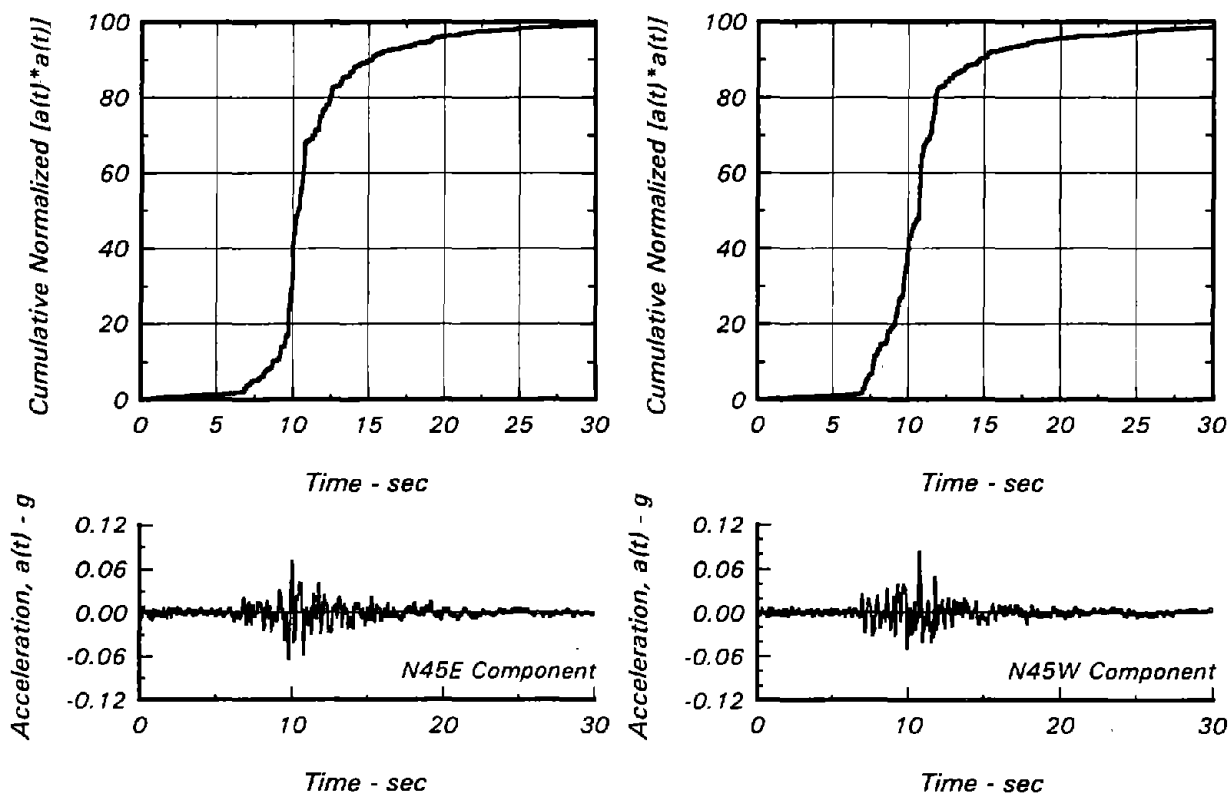 Cumulative Normalized [a(t)*a(t)]
100
80
60
40
20
0
0 5 10 15 20 25 30
Time - sec
Cumulative Normalized [a(t)*a(t)]
100
80
60
40
20
0
0 5 10 15 20 25 30
Time - sec
Acceleration, a(t) - g
0.12
0.06
0.00
-0.06
-0.12
N45E Component
0 10 20 30
Time - sec
Acceleration, a(t) - g
0.12
0.06
0.00
-0.06
-0.12
N45W Component
0 10 20 30
Time - sec